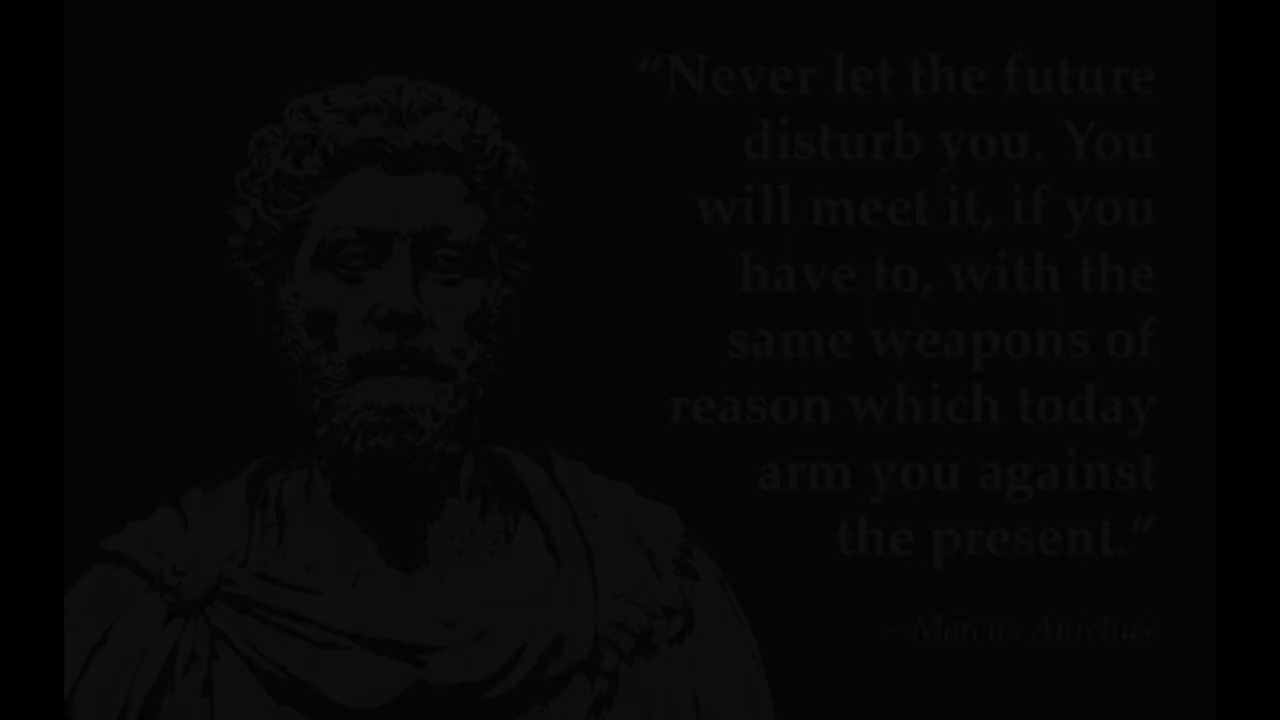 “Never let the future
disturb you. You
will meet it, if you
have to, with the
same weapons of
reason which today
arm you against
the present.”
~ Marcus Aurelius